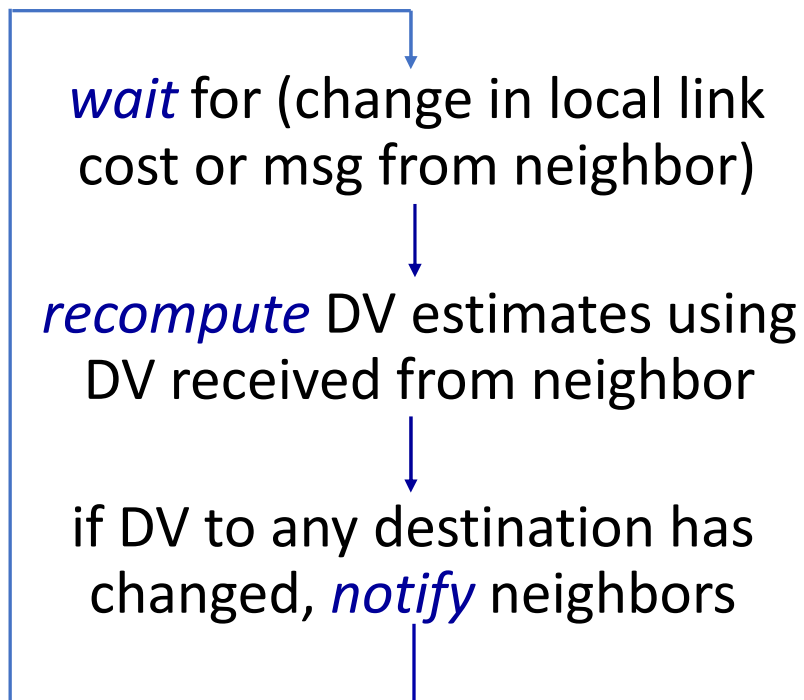 wait for (change in local link
cost or msg from neighbor)
recompute DV estimates using
DV received from neighbor
if DV to any destination has
changed, notify neighbors